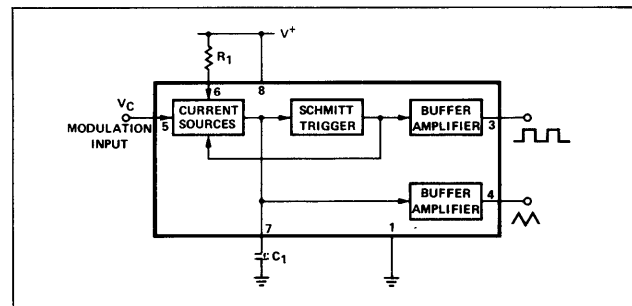 V+
R1
6
8
VC
MODULATION
INPUT
5
CURRENT
SOURCES
SCHMITT
TRIGGER
BUFFER
AMPLIFIER
3
BUFFER
AMPLIFIER
4
7
1
C1